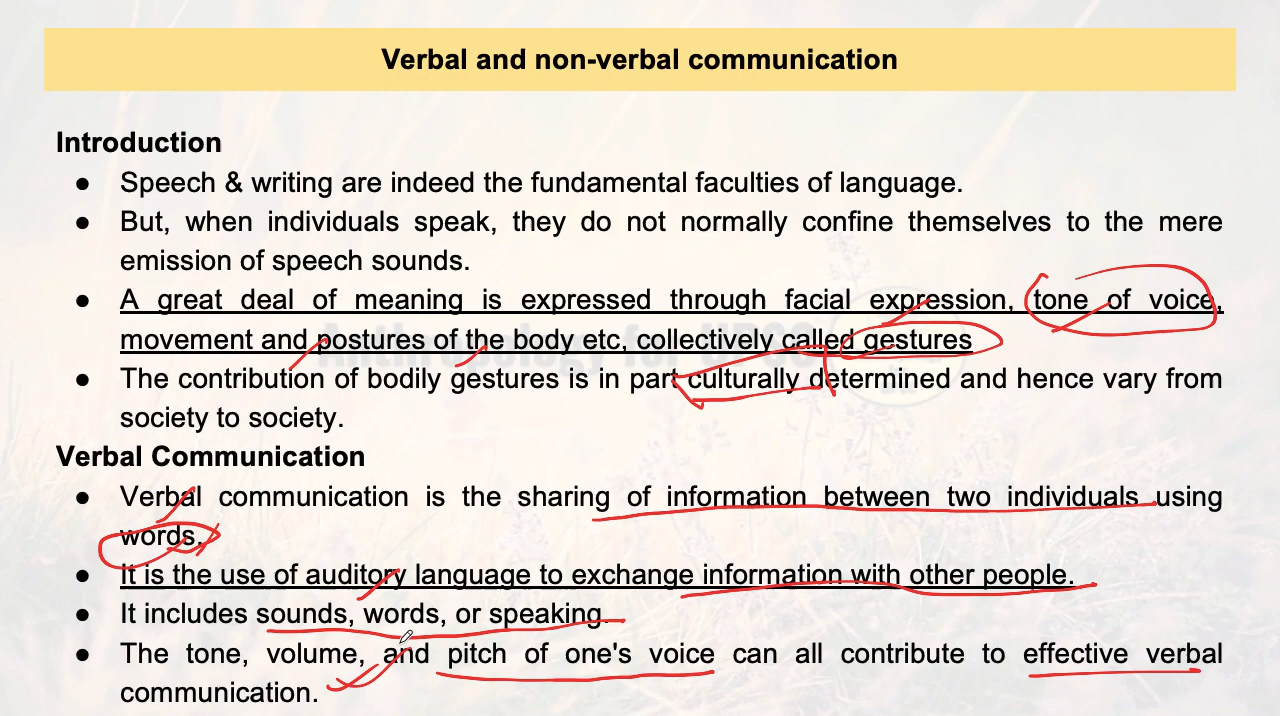 Verbal and non-verbal communication
Introduction
● Speech & writing are indeed the fundamental faculties of language.
● But, when individuals speak, they do not normally confine themselves to the mere
emission of speech sounds.
● A great deal of meaning is expressed through facial expression, tone of voice,
movement and postures of the body etc, collectively called gestures
● The contribution of bodily gestures is in part culturally determined and hence vary from
society to society.
Verbal Communication
● Verbal communication is the sharing of information between two individuals using
words.
● It is the use of auditory language to exchange information with other people.
● It includes sounds, words, or speaking.
● The tone, volume, and pitch of one's voice can all contribute to effective verbal
communication.